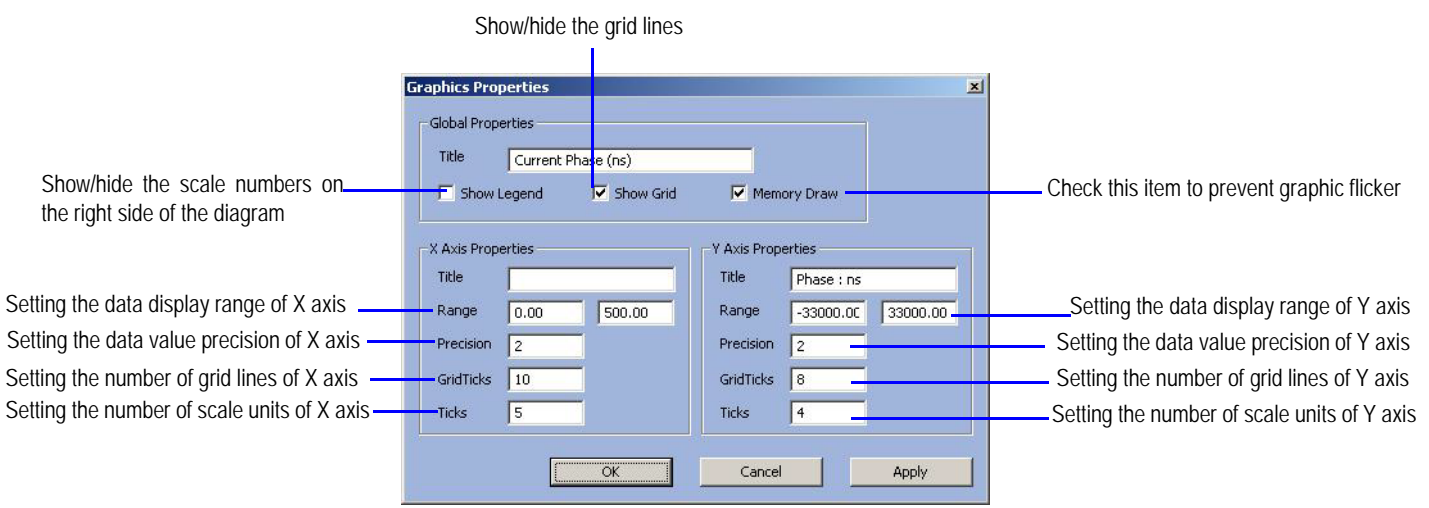 Show/hide the grid lines
Graphics Properties
Global Properties
Title Current Phase (ns)
Show/hide the scale numbers on
the right side of the diagram
Show Legend Show Grid Memory Draw
Check this item to prevent graphic flicker
X Axis Properties
Title
Setting the data display range of X axis
Range 0.00 500.00
Setting the data value precision of X axis
Precision 2
Setting the number of grid lines of X axis
GridTicks 10
Setting the number of scale units of X axis
Ticks 5
Y Axis Properties
Title Phase : ns
Range -33000.00 33000.00
Setting the data display range of Y axis
Precision 2
Setting the data value precision of Y axis
GridTicks 8
Setting the number of grid lines of Y axis
Ticks 4
Setting the number of scale units of Y axis
OK Cancel Apply